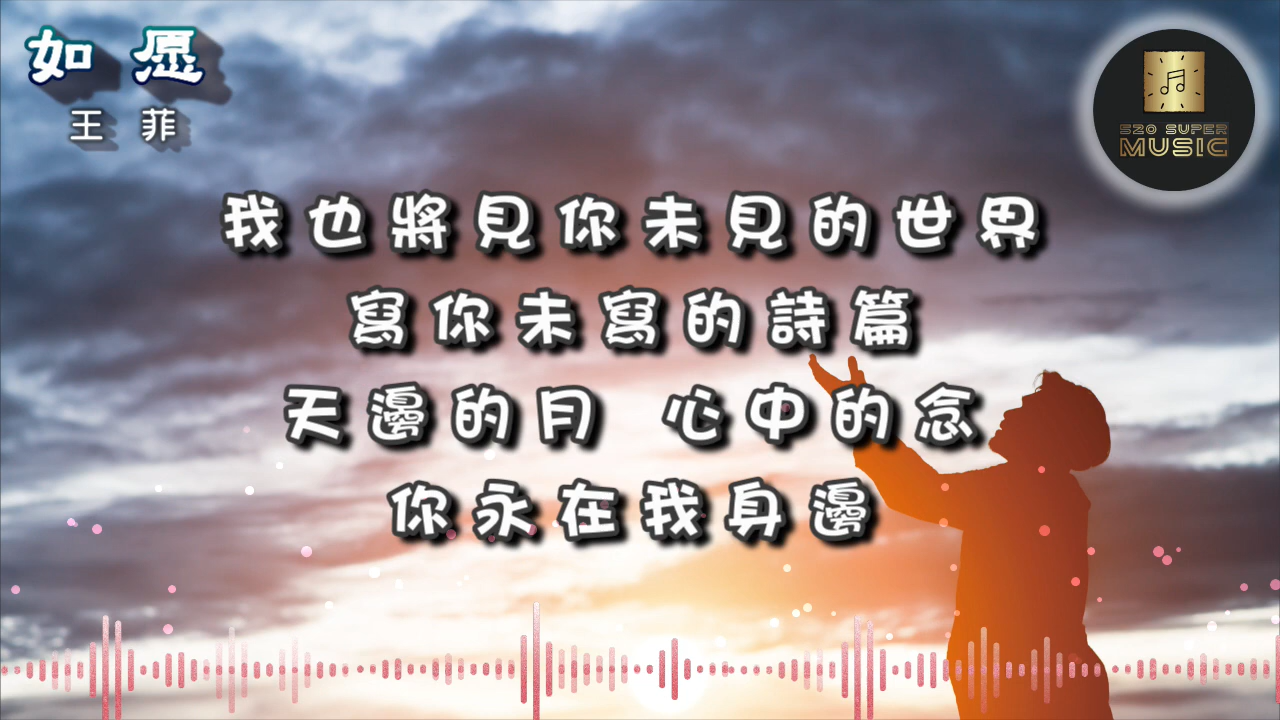 如愿
王菲
520 SUPER
MUSIC
我也將見你未見的世界
寫你未寫的詩篇
天邊的月 心中的念
你永在我身邊